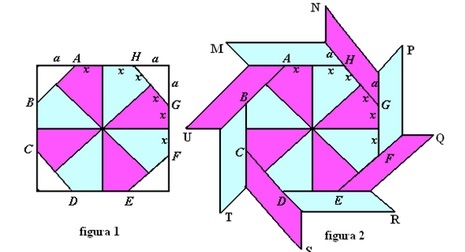 N
M
P
a A H a
a A a H
x x x
x x x
a
a
B
x
G
x
B
x
G
x
U
Q
C
x
F
C
x
F
D E
D E
T
R
S
figura 1
figura 2